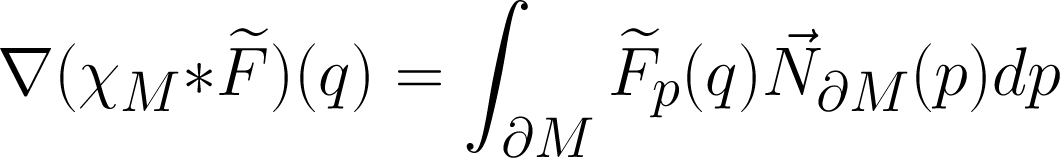 ∇(χ_M * F̃)(q) = ∫_{∂M} F̃_p(q) N⃗_{∂M}(p)dp